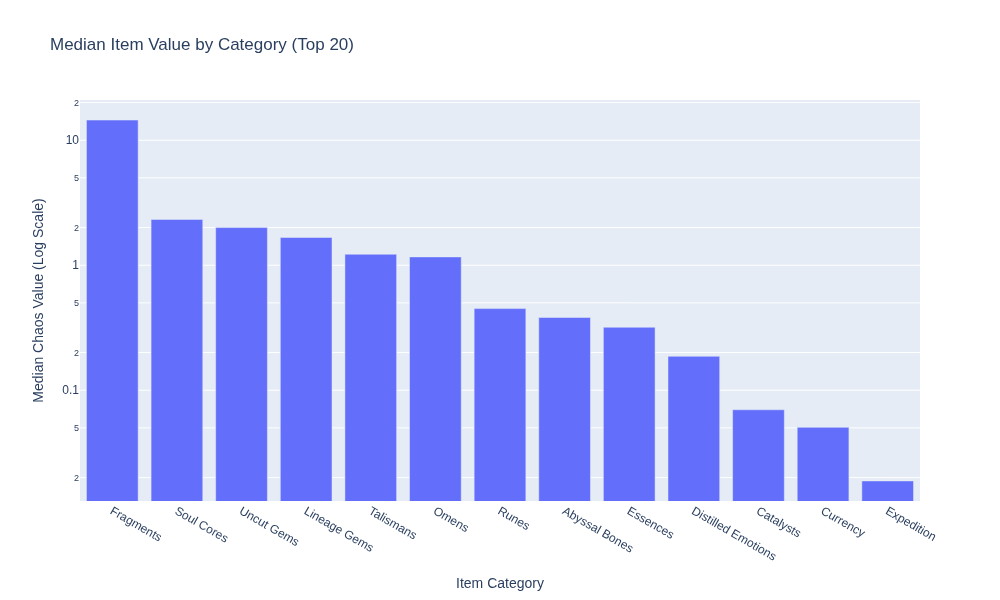 Median Item Value by Category (Top 20)
Median Chaos Value (Log Scale)
2
10
5
2
1
5
2
0.1
5
2
Fragments
Soul Cores
Uncut Gems
Lineage Gems
Talismans
Omens
Runes
Abyssal Bones
Essences
Distilled Emotions
Catalysts
Currency
Expedition
Item Category